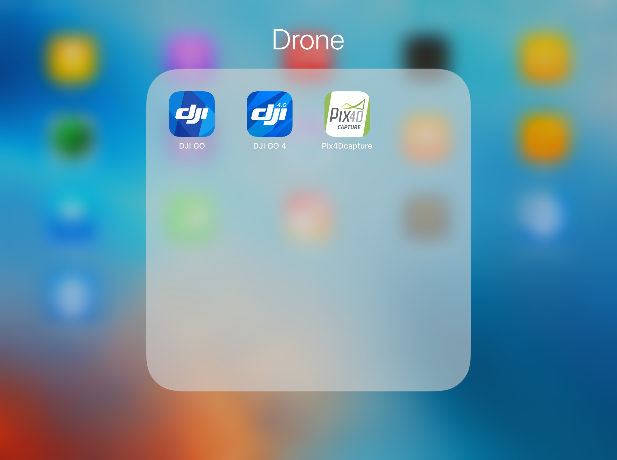 Drone
dji
dji 4.0
PIX4D
CAPTURE
DJI GO
DJI GO 4
Pix4Dcapture